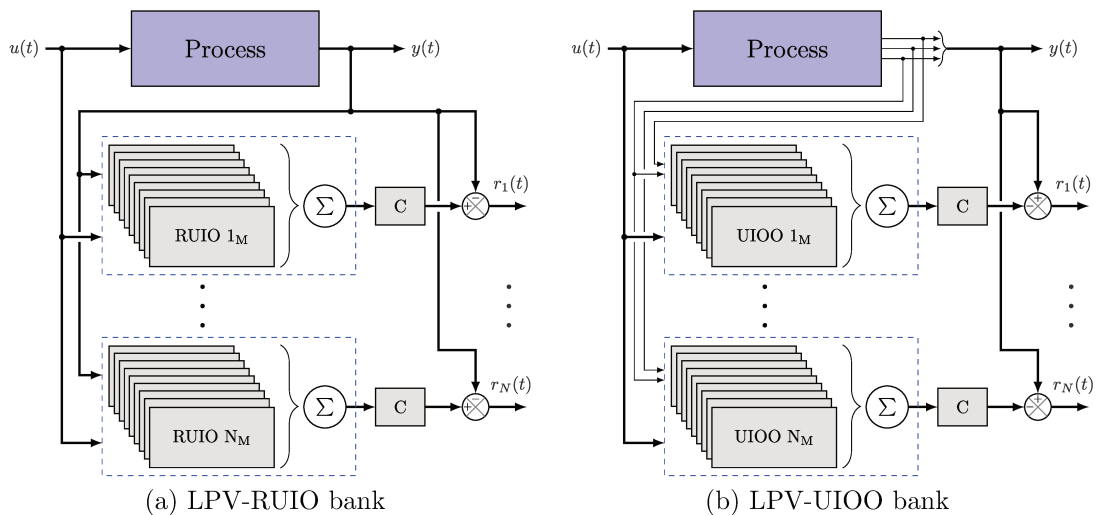 u(t)
Process
y(t)
RUIO 1M
Σ
C
+
−
r1(t)
RUIO NM
Σ
C
+
−
rN(t)
(a) LPV-RUIO bank
u(t)
Process
y(t)
UIOO 1M
Σ
C
−
+
r1(t)
UIOO NM
Σ
C
−
+
rN(t)
(b) LPV-UIOO bank